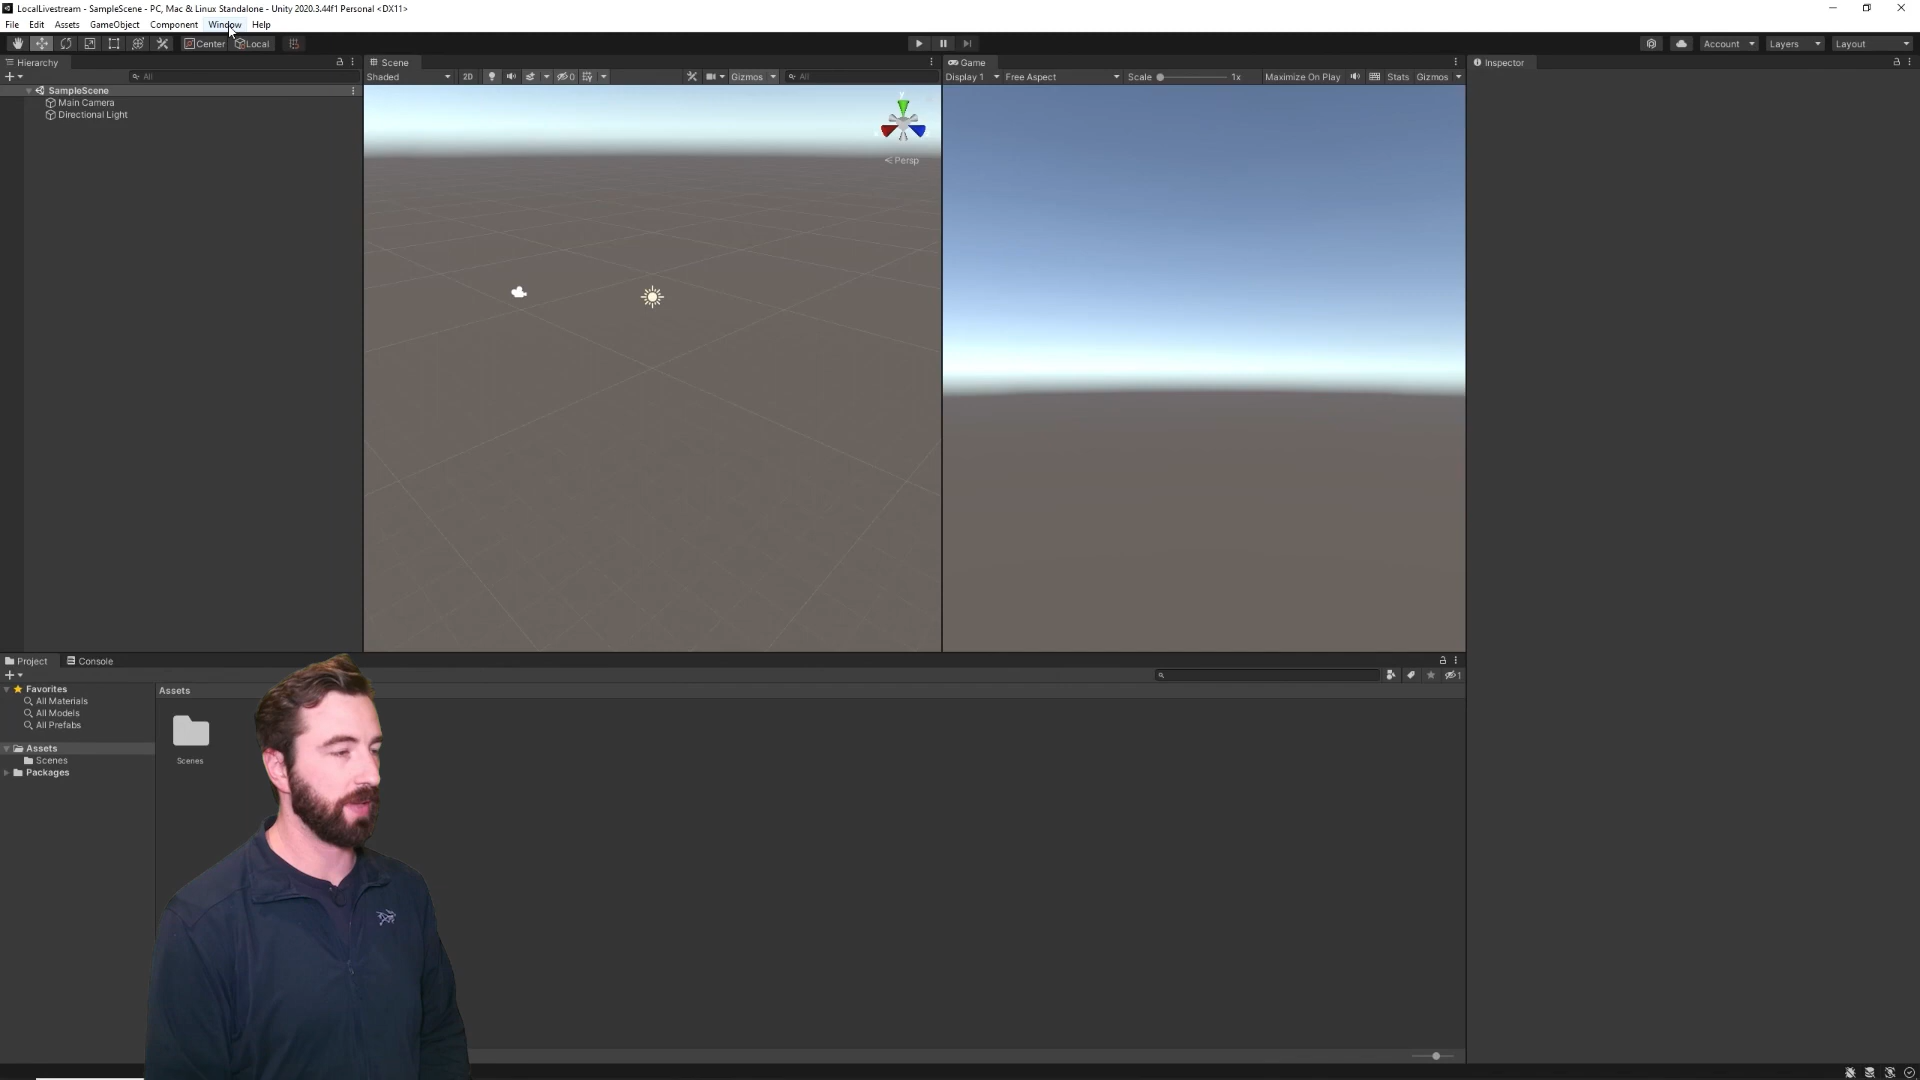 LocalLivestream - SampleScene - PC, Mac & Linux Standalone - Unity 2020.3.44f1 Personal <DX11>
File Edit Assets GameObject Component Window Help
Center Local Account Layers Layout
Hierarchy
All
SampleScene
Main Camera
Directional Light
Scene
Shaded 2D 0 Gizmos All
y
Persp
Game
Display 1 Free Aspect Scale 1x Maximize On Play Stats Gizmos
Inspector
Project Console
1
Favorites
All Materials
All Models
All Prefabs
Assets
Scenes
Packages
Assets
Scenes